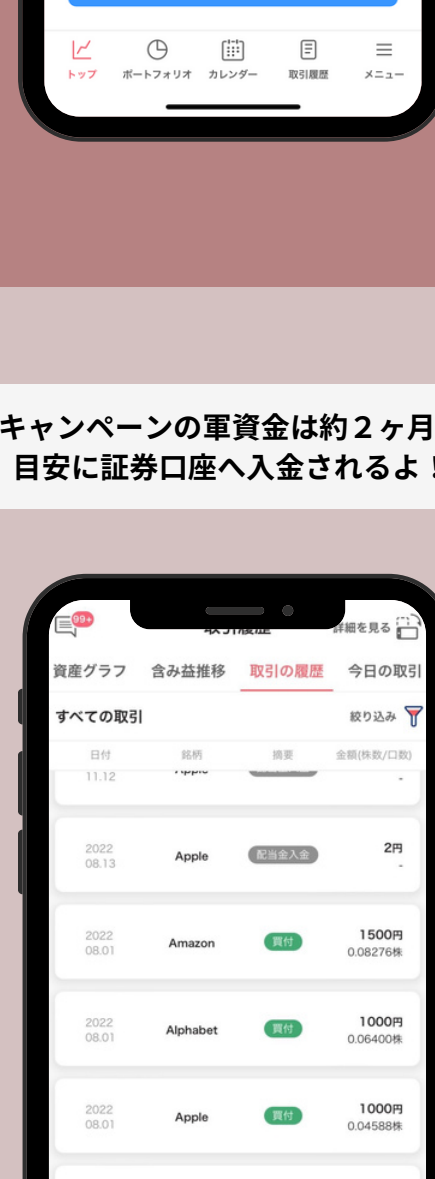 トップ ポートフォリオ カレンダー 取引履歴 メニュー
キャンペーンの軍資金は約２ヶ月
目安に証券口座へ入金されるよ！
99+
詳細を見る
資産グラフ 含み益推移 取引の履歴 今日の取引
すべての取引 絞り込み
日付 銘柄 摘要 金額(株数/口数)
11.12 Apple -
2022
08.13 Apple 配当金入金 2円
-
2022
08.01 Amazon 買付 1500円
0.08276株
2022
08.01 Alphabet 買付 1000円
0.06400株
2022
08.01 Apple 買付 1000円
0.04588株